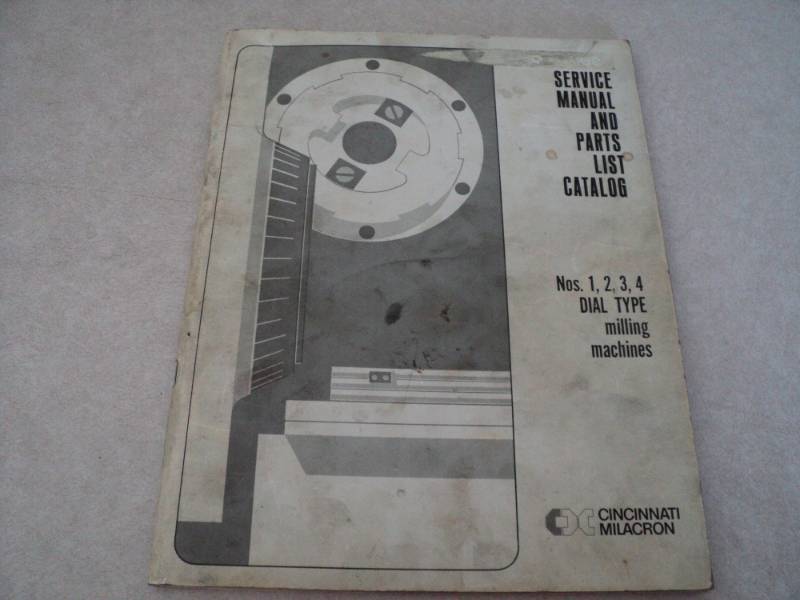 SERVICE
MANUAL
AND
PARTS
LIST
CATALOG
Nos. 1, 2, 3, 4
DIAL TYPE
milling
machines
CINCINNATI
MILACRON